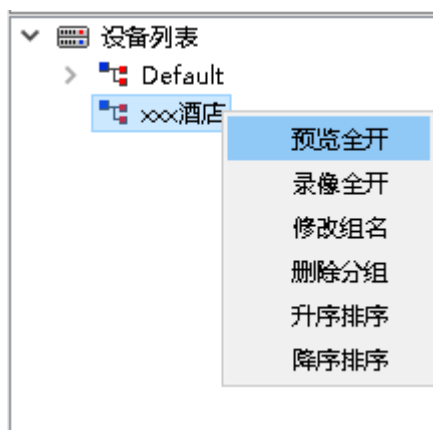 设备列表
Default
xxx酒店
预览全开
录像全开
修改组名
删除分组
升序排序
降序排序